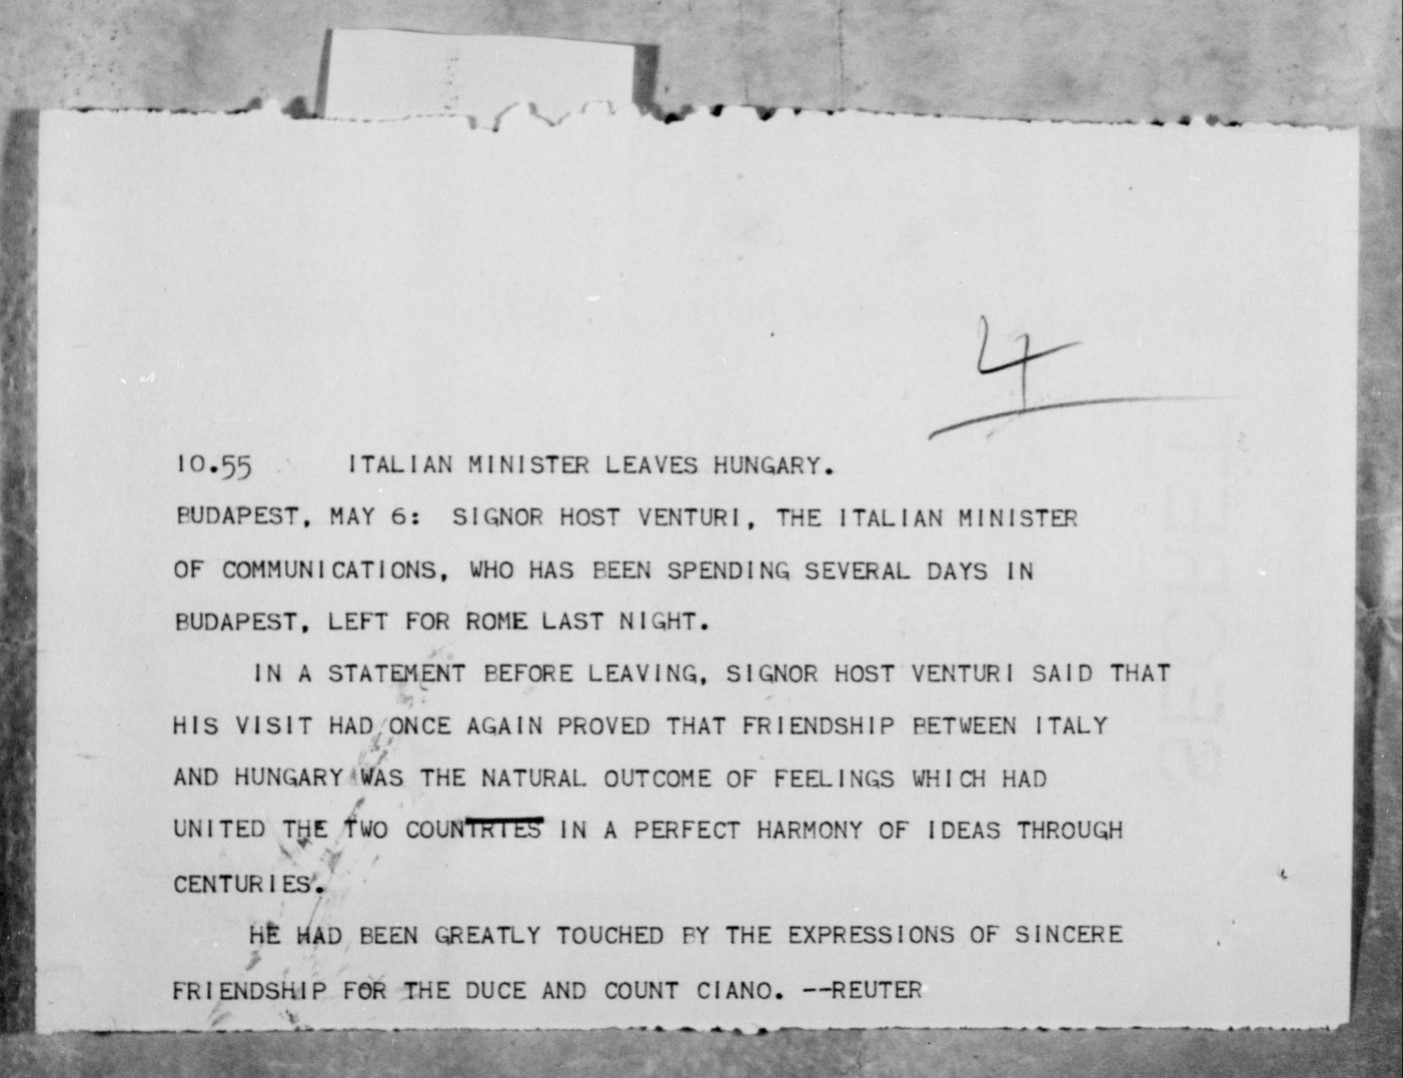 4
10.55 ITALIAN MINISTER LEAVES HUNGARY.
BUDAPEST, MAY 6: SIGNOR HOST VENTURI, THE ITALIAN MINISTER
OF COMMUNICATIONS, WHO HAS BEEN SPENDING SEVERAL DAYS IN
BUDAPEST, LEFT FOR ROME LAST NIGHT.
IN A STATEMENT BEFORE LEAVING, SIGNOR HOST VENTURI SAID THAT
HIS VISIT HAD ONCE AGAIN PROVED THAT FRIENDSHIP BETWEEN ITALY
AND HUNGARY WAS THE NATURAL OUTCOME OF FEELINGS WHICH HAD
UNITED THE TWO COUNTRIES IN A PERFECT HARMONY OF IDEAS THROUGH
CENTURIES.
HE HAD BEEN GREATLY TOUCHED BY THE EXPRESSIONS OF SINCERE
FRIENDSHIP FOR THE DUCE AND COUNT CIANO. --REUTER